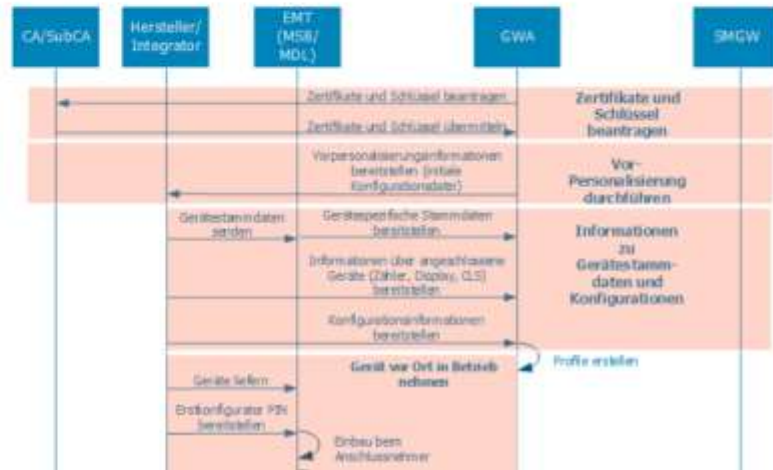 CA/SubCA
Hersteller/
Integrator
EMT
(MSB/
MDL)
GWA
SMGW
Zertifikate und Schlüssel beantragen
Zertifikate und Schlüssel übermitteln
Zertifikate und
Schlüssel
beantragen
Vorpersonalisierungsinformationen
bereitstellen (initiale
Konfigurationsdatei)
Vor-
Personalisierung
durchführen
Gerätestammdaten
senden
Gerätespezifische Stammdaten
bereitstellen
Informationen über angeschlossene
Geräte (Zähler, Display, CLS)
bereitstellen
Konfigurationsinformationen
bereitstellen
Informationen
zu
Gerätestamm-
daten und
Konfigurationen
Profile erstellen
Gerät vor Ort in Betrieb
nehmen
Geräte liefern
Erstkonfigurator PIN
bereitstellen
Einbau beim
Anschlussnehmer